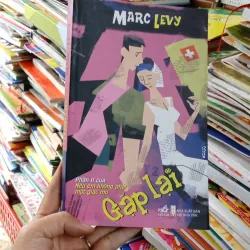 MARC LEVY
Phần II của
Nếu em không phải
một giấc mơ
Gặp lại